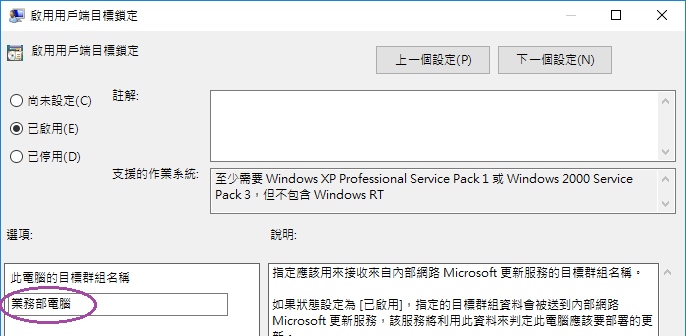 啟用用戶端目標鎖定
啟用用戶端目標鎖定
上一個設定(P)
下一個設定(N)
尚未設定(C)
註解:
已啟用(E)
已停用(D)
支援的作業系統:
至少需要 Windows XP Professional Service Pack 1 或 Windows 2000 Service
Pack 3，但不包含 Windows RT
選項:
說明:
此電腦的目標群組名稱
業務部電腦
指定應該用來接收來自內部網路 Microsoft 更新服務的目標群組名稱。
如果狀態設定為 [已啟用]，指定的目標群組資料會被送到內部網路
Microsoft 更新服務，該服務將利用此資料來判定此電腦應該要部署的更
新。